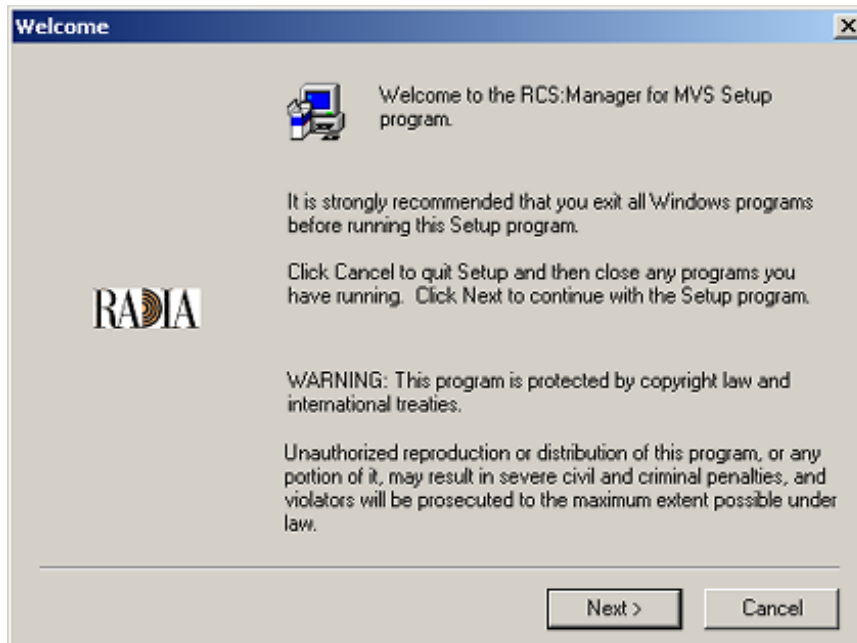 Welcome
Welcome to the RCS:Manager for MVS Setup
program.
It is strongly recommended that you exit all Windows programs
before running this Setup program.
Click Cancel to quit Setup and then close any programs you
have running.  Click Next to continue with the Setup program.
RADIA
WARNING: This program is protected by copyright law and
international treaties.
Unauthorized reproduction or distribution of this program, or any
portion of it, may result in severe civil and criminal penalties, and
violators will be prosecuted to the maximum extent possible under
law.
Next >
Cancel